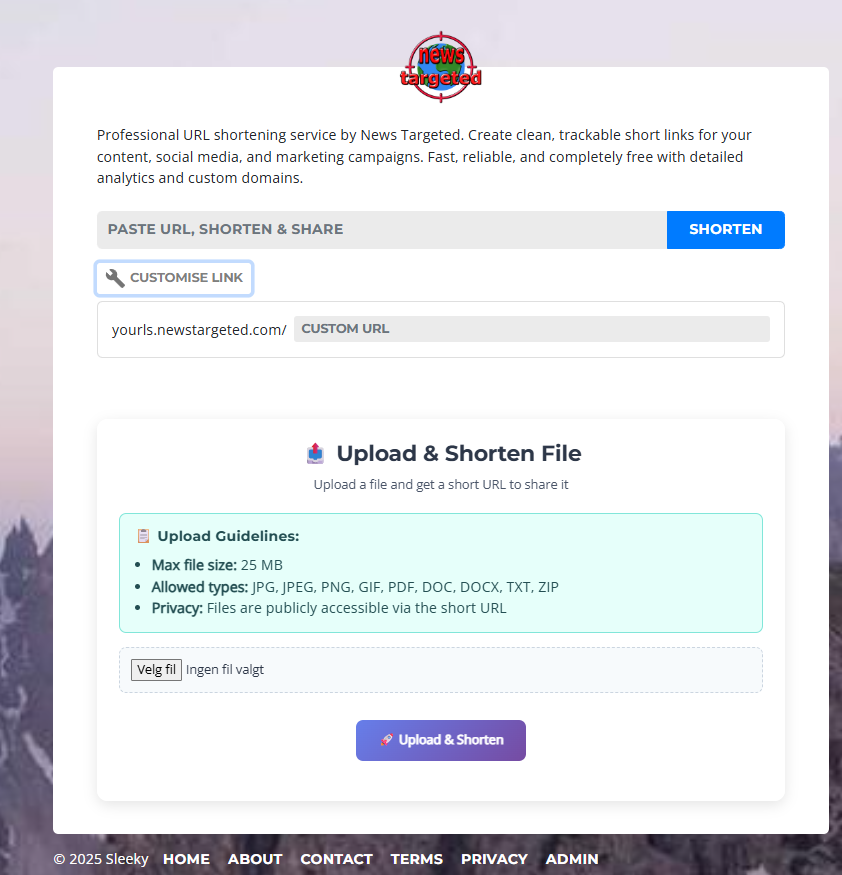 news
targeted
Professional URL shortening service by News Targeted. Create clean, trackable short links for your
content, social media, and marketing campaigns. Fast, reliable, and completely free with detailed
analytics and custom domains.
PASTE URL, SHORTEN & SHARE
SHORTEN
CUSTOMISE LINK
yourls.newstargeted.com/
CUSTOM URL
Upload & Shorten File
Upload a file and get a short URL to share it
Upload Guidelines:
• Max file size: 25 MB
• Allowed types: JPG, JPEG, PNG, GIF, PDF, DOC, DOCX, TXT, ZIP
• Privacy: Files are publicly accessible via the short URL
Velg fil Ingen fil valgt
Upload & Shorten
© 2025 Sleeky HOME ABOUT CONTACT TERMS PRIVACY ADMIN